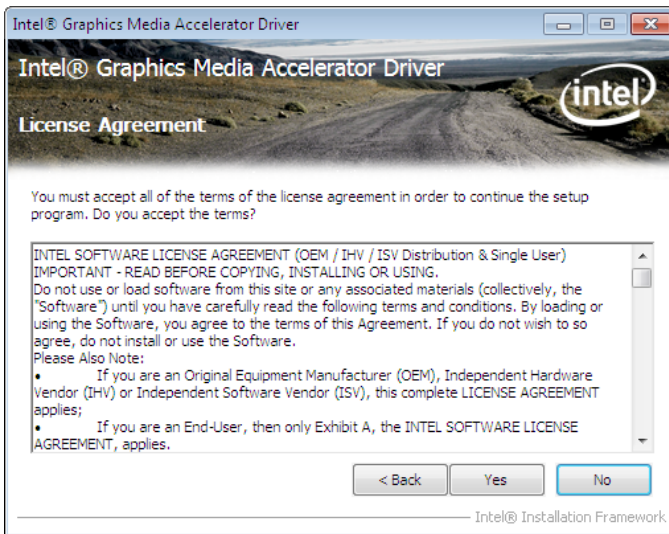 Intel® Graphics Media Accelerator Driver
Intel® Graphics Media Accelerator Driver
intel
License Agreement
You must accept all of the terms of the license agreement in order to continue the setup
program. Do you accept the terms?
INTEL SOFTWARE LICENSE AGREEMENT (OEM / IHV / ISV Distribution & Single User)
IMPORTANT - READ BEFORE COPYING, INSTALLING OR USING.
Do not use or load software from this site or any associated materials (collectively, the
"Software") until you have carefully read the following terms and conditions. By loading or
using the Software, you agree to the terms of this Agreement. If you do not wish to so
agree, do not install or use the Software.
Please Also Note:
• If you are an Original Equipment Manufacturer (OEM), Independent Hardware
Vendor (IHV) or Independent Software Vendor (ISV), this complete LICENSE AGREEMENT
applies;
• If you are an End-User, then only Exhibit A, the INTEL SOFTWARE LICENSE
AGREEMENT, applies.
< Back Yes No
Intel® Installation Framework